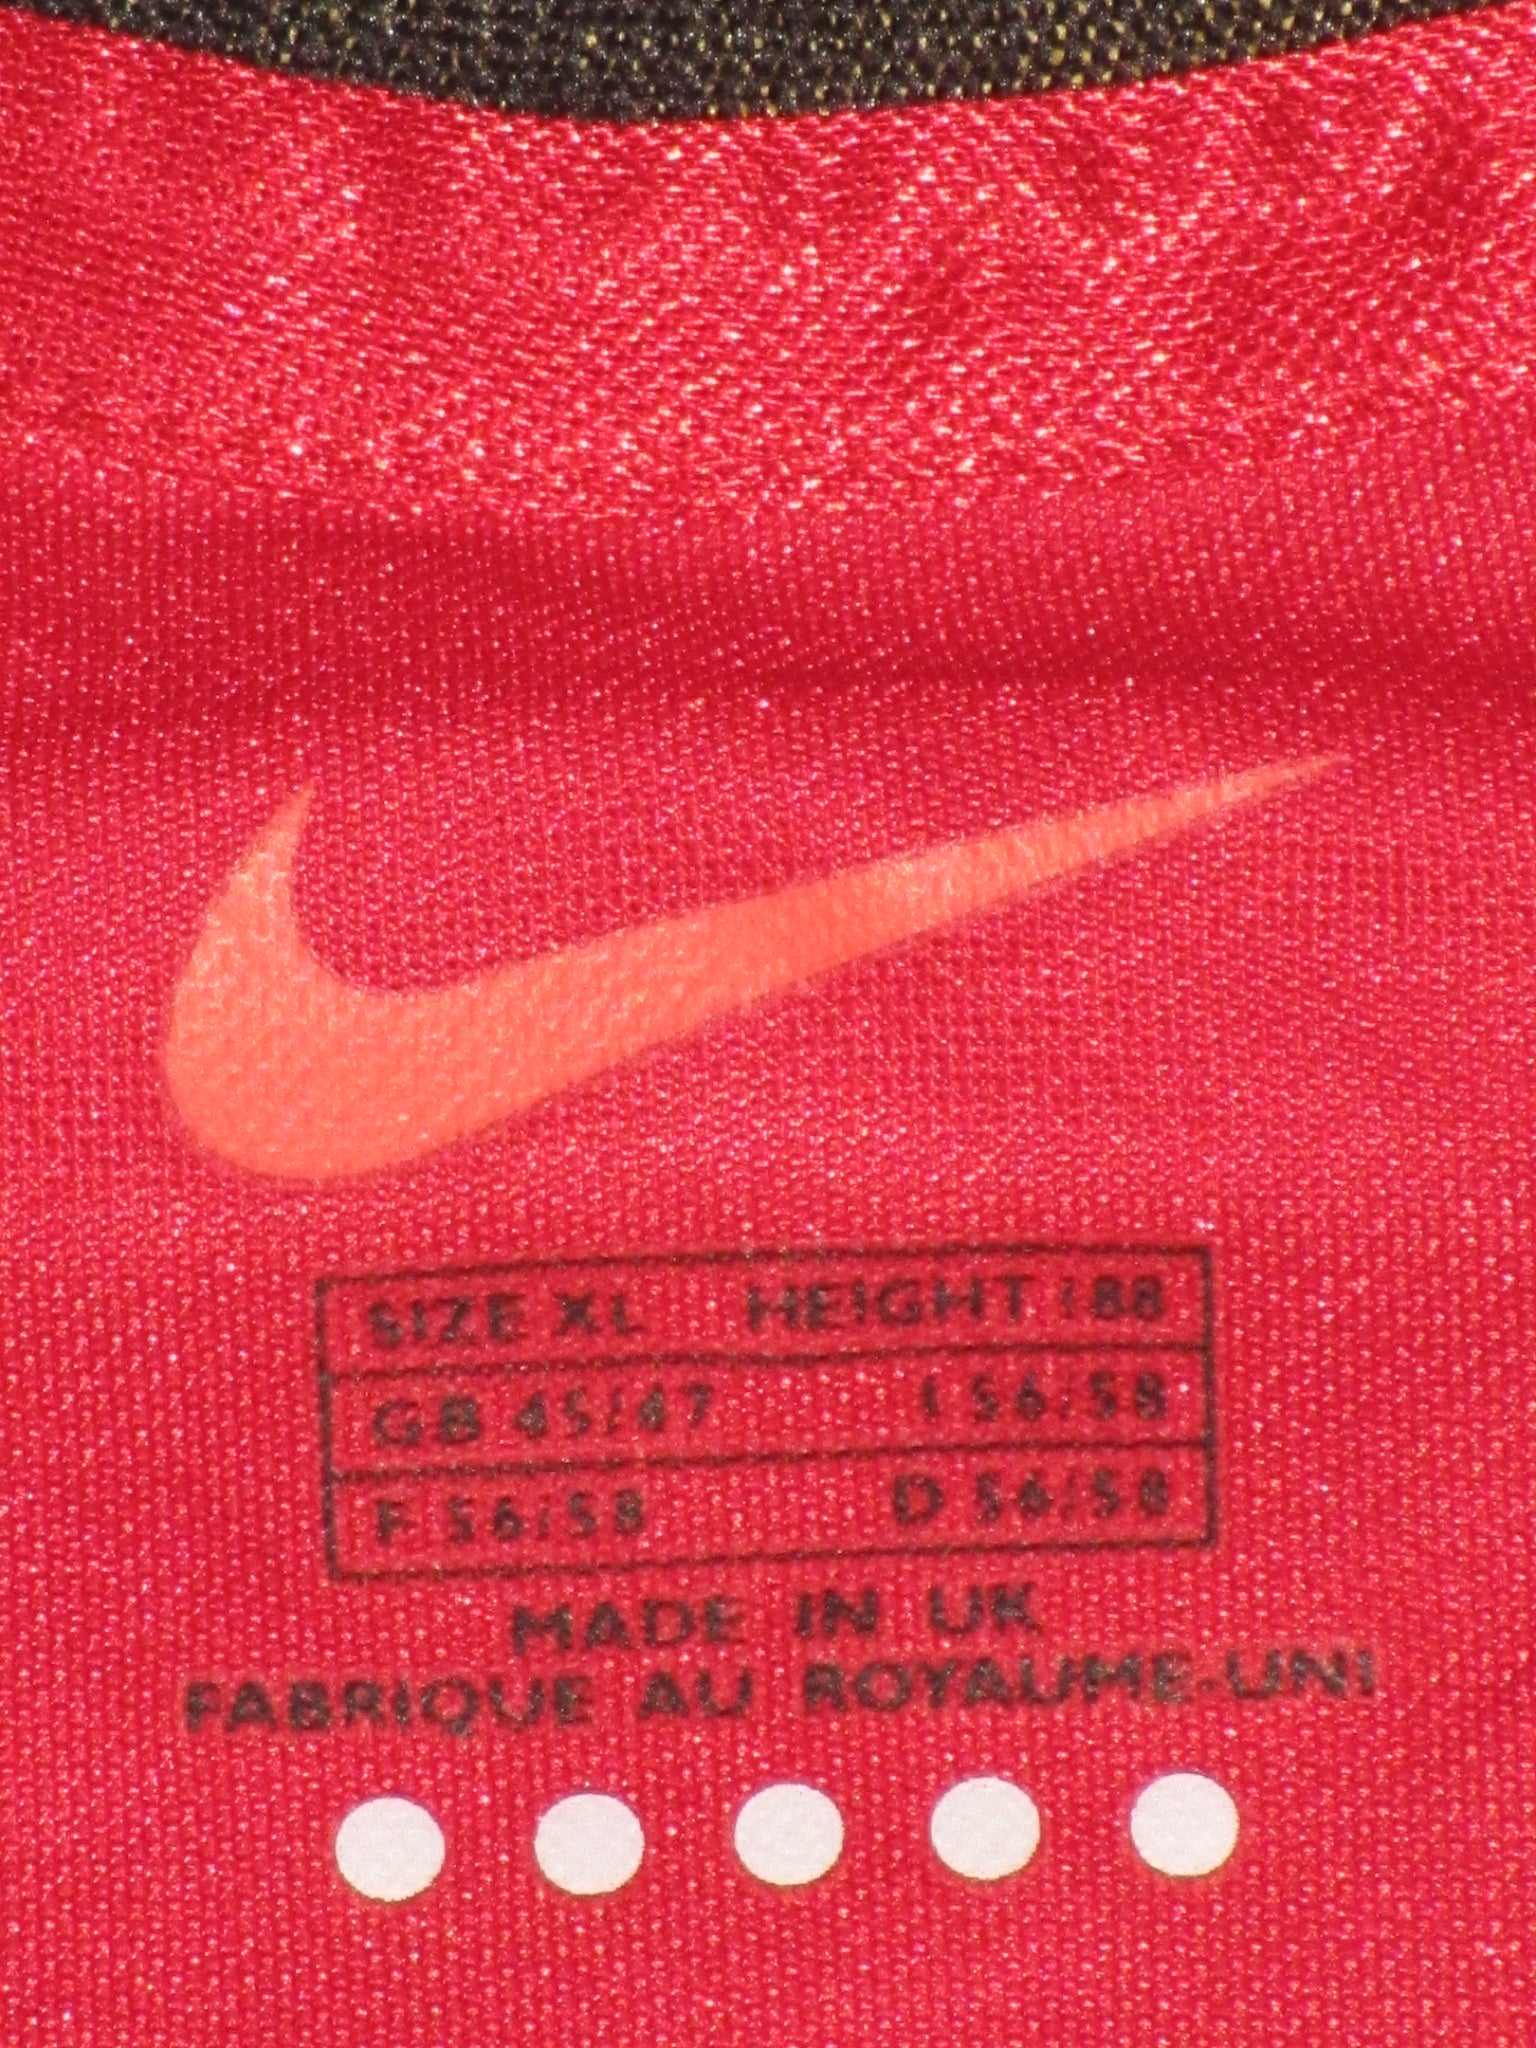 SIZE XL HEIGHT 188
GB 45/47 I 56/58
F 56/58 D 56/58
MADE IN UK
FABRIQUE AU ROYAUME-UNI